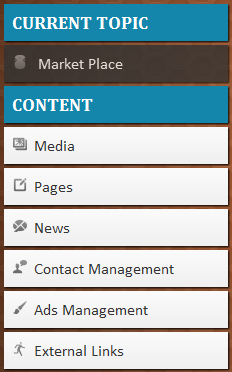 CURRENT TOPIC
Market Place
CONTENT
Media
Pages
News
Contact Management
Ads Management
External Links